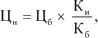 Цн = Цб × Кн / Кб,